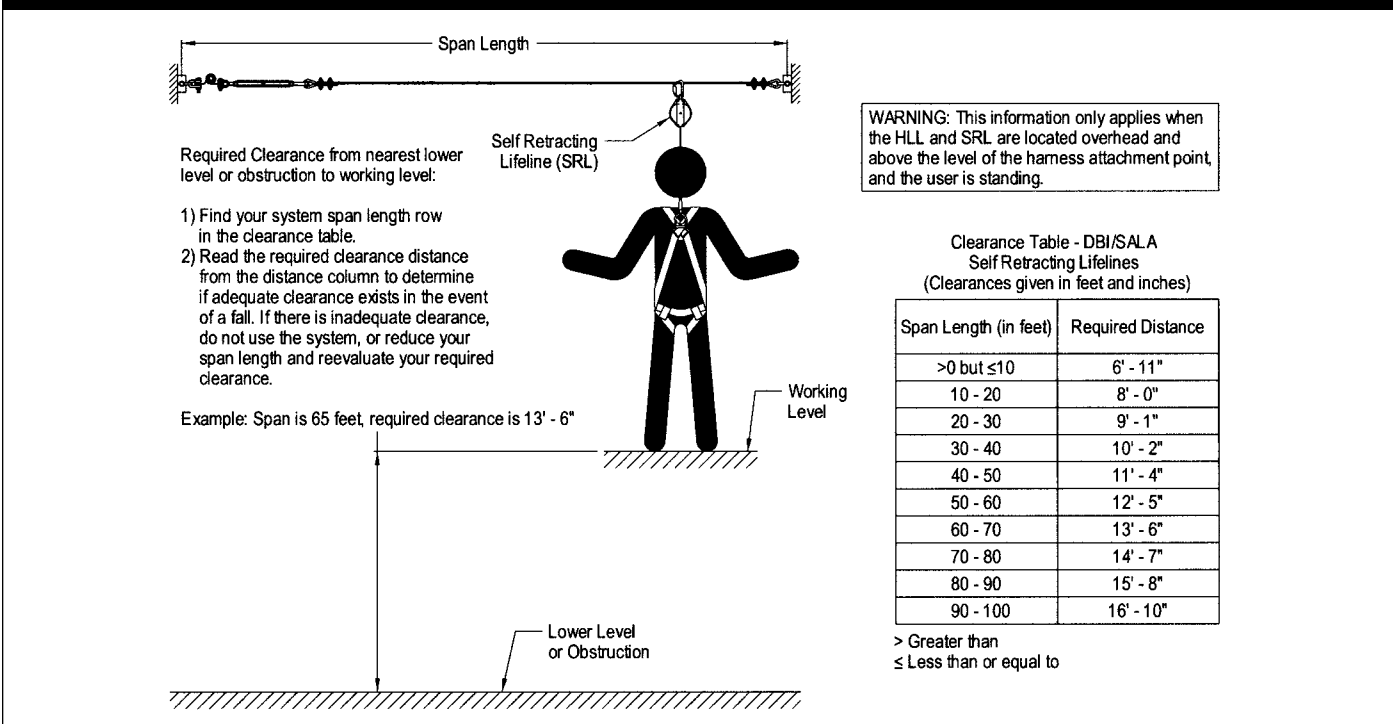 Span Length
Self Retracting
Lifeline (SRL)
Required Clearance from nearest lower
level or obstruction to working level:
1) Find your system span length row
in the clearance table.
2) Read the required clearance distance
from the distance column to determine
if adequate clearance exists in the event
of a fall. If there is inadequate clearance,
do not use the system, or reduce your
span length and reevaluate your required
clearance.
Example: Span is 65 feet, required clearance is 13' - 6"
Working
Level
Lower Level
or Obstruction
WARNING: This information only applies when
the HLL and SRL are located overhead and
above the level of the harness attachment point,
and the user is standing.
Clearance Table - DBI/SALA
Self Retracting Lifelines
(Clearances given in feet and inches)
Span Length (in feet) Required Distance
>0 but ≤10 6' - 11"
10 - 20 8' - 0"
20 - 30 9' - 1"
30 - 40 10' - 2"
40 - 50 11' - 4"
50 - 60 12' - 5"
60 - 70 13' - 6"
70 - 80 14' - 7"
80 - 90 15' - 8"
90 - 100 16' - 10"
> Greater than
≤ Less than or equal to